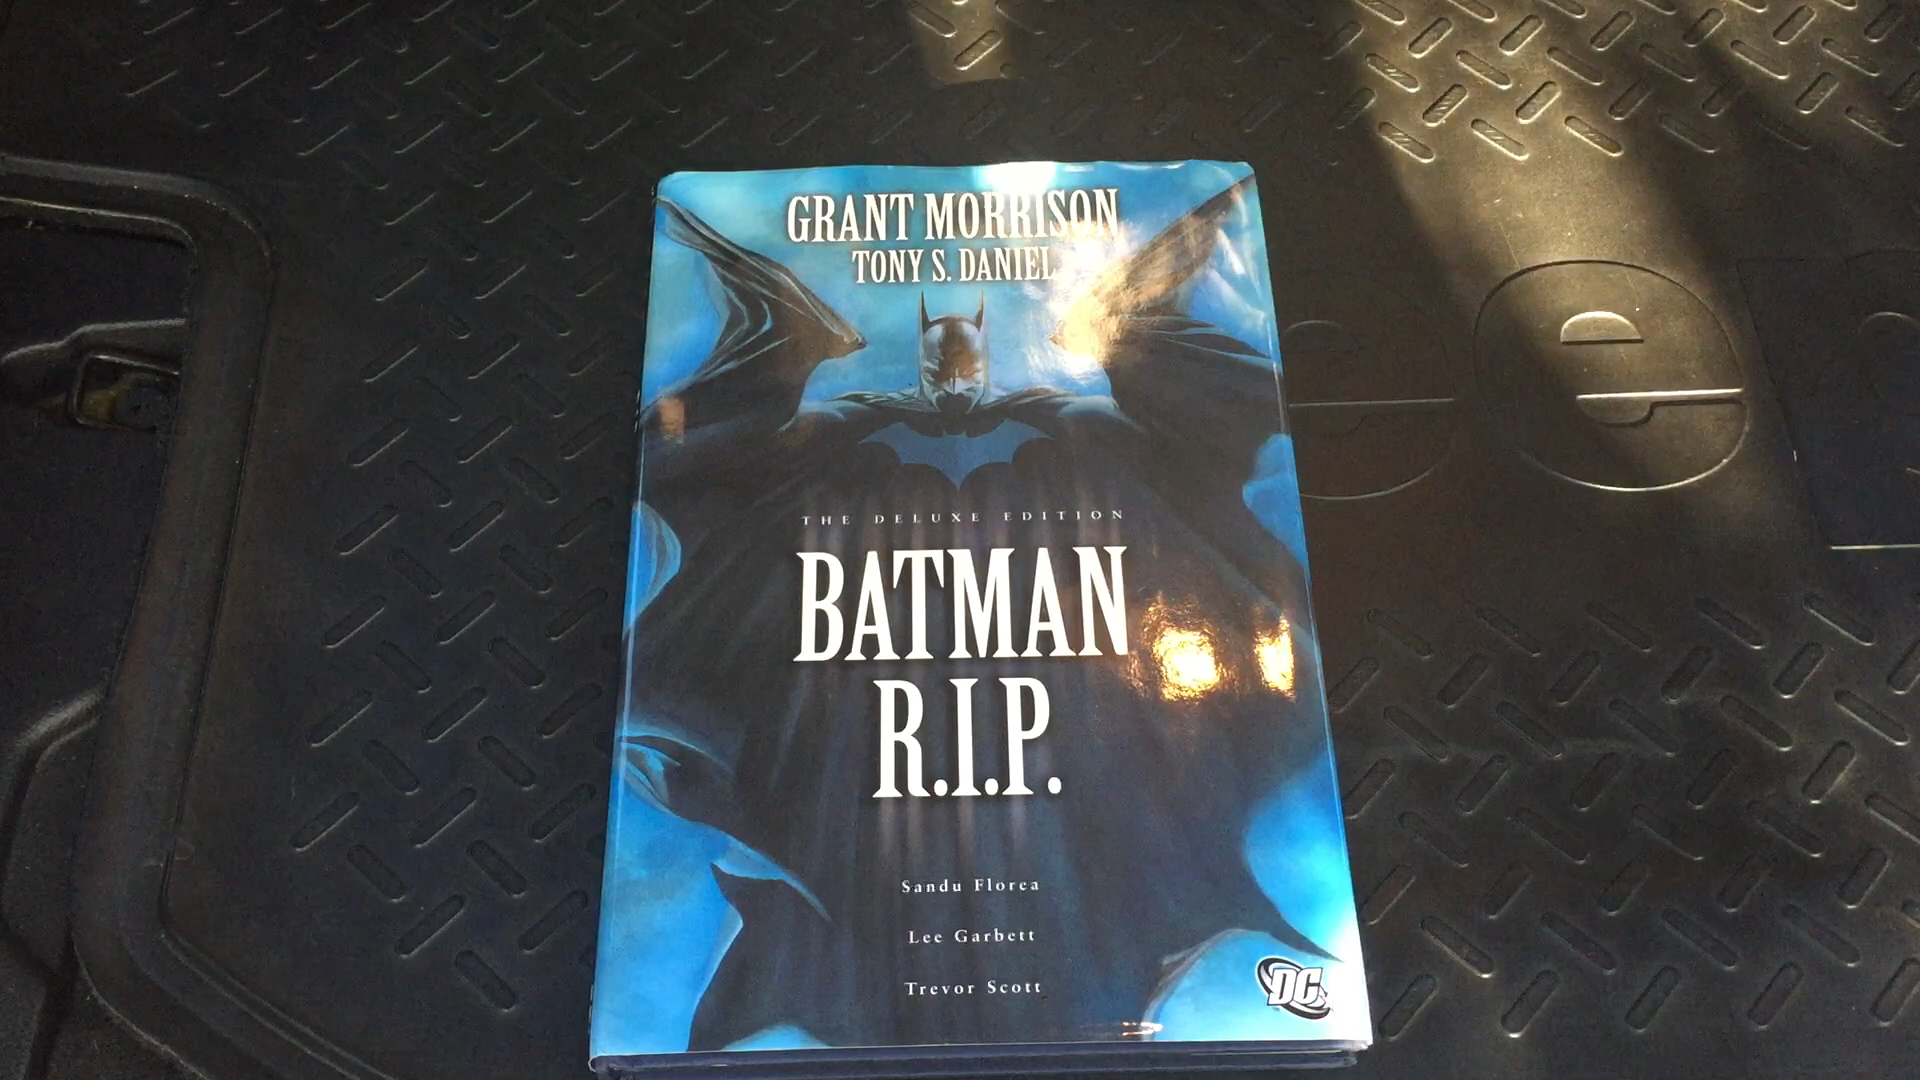 GRANT MORRISON
TONY S. DANIEL
THE DELUXE EDITION
BATMAN
R.I.P.
Sandu Florea
Lee Garbett
Trevor Scott
DC